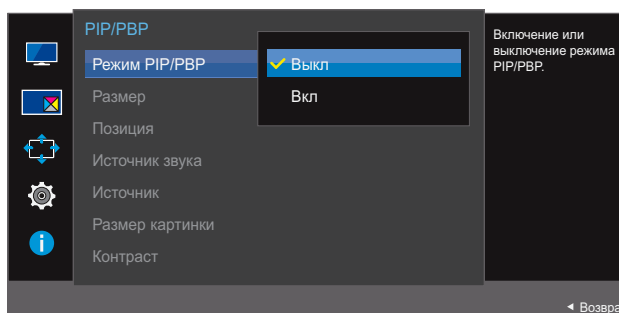 PIP/PBP
Режим PIP/PBP
Выкл
Вкл
Размер
Позиция
Источник звука
Источник
Размер картинки
Контраст
Включение или
выключение режима
PIP/PBP.